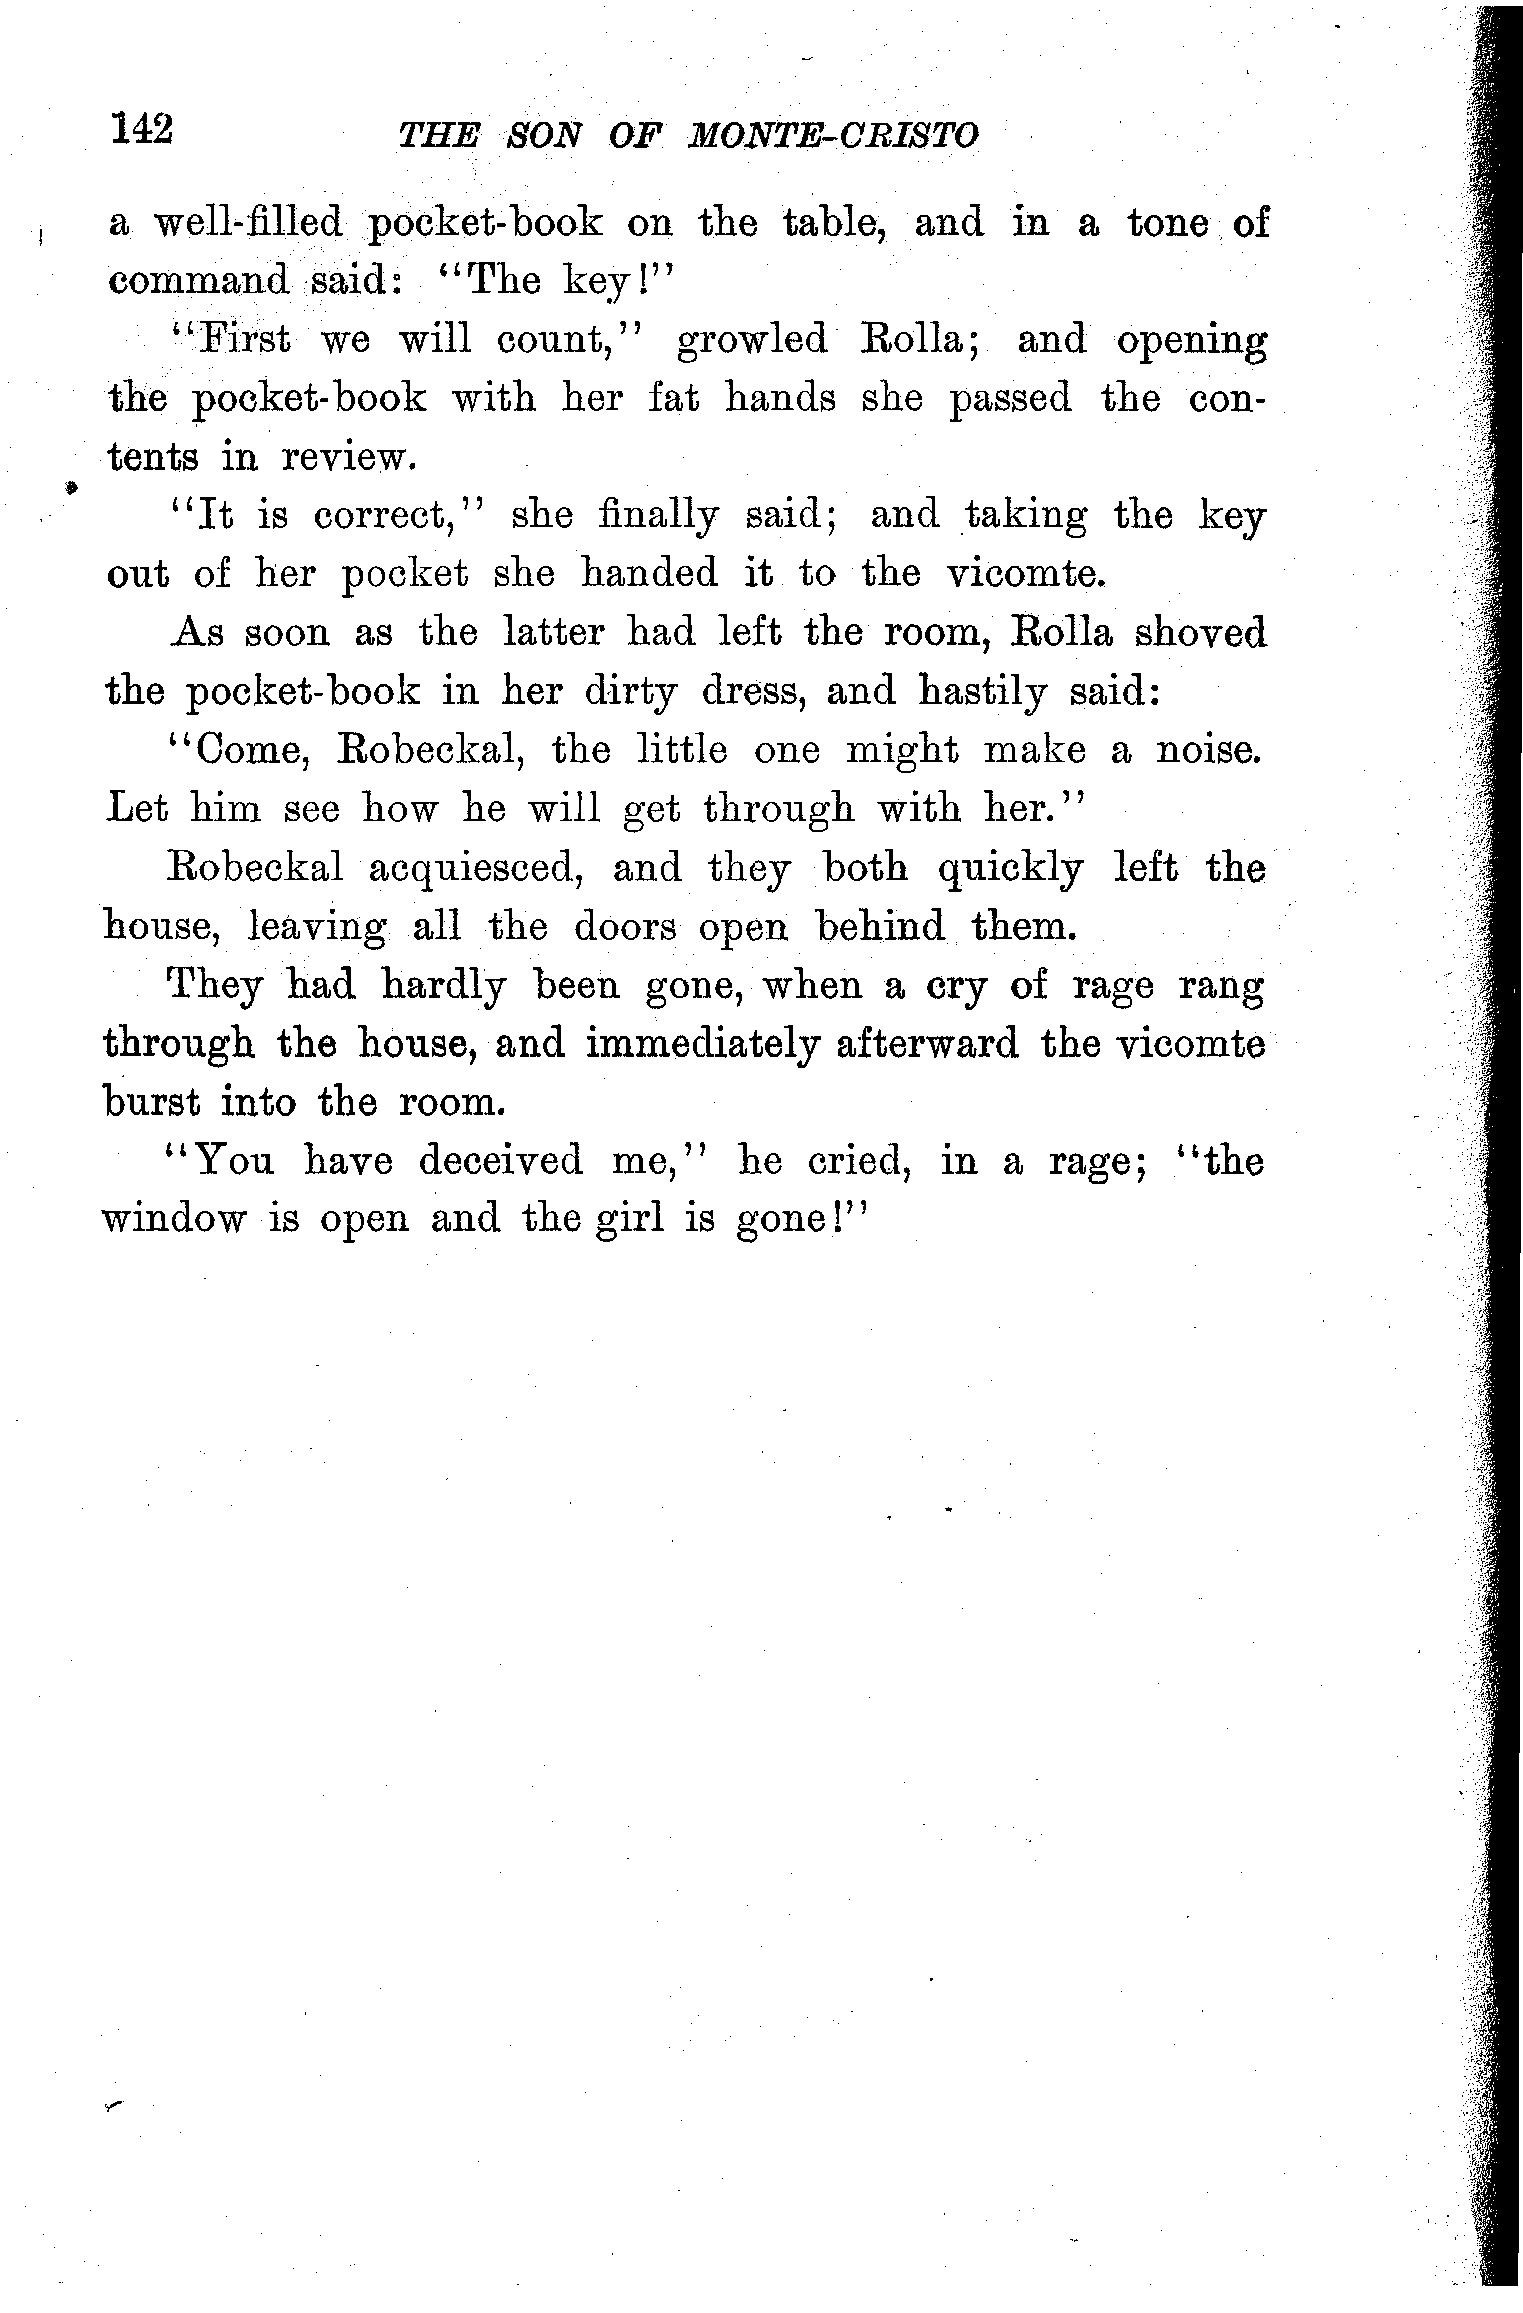 142 THE SON OF MONTE-CRISTO
a well-filled pocket-book on the table, and in a tone of
command said: "The key!"
"First we will count," growled Rolla; and opening
the pocket-book with her fat hands she passed the con-
tents in review.
"It is correct," she finally said; and taking the key
out of her pocket she handed it to the vicomte.
As soon as the latter had left the room, Rolla shoved
the pocket-book in her dirty dress, and hastily said:
"Come, Robeckal, the little one might make a noise.
Let him see how he will get through with her."
Robeckal acquiesced, and they both quickly left the
house, leaving all the doors open behind them.
They had hardly been gone, when a cry of rage rang
through the house, and immediately afterward the vicomte
burst into the room.
"You have deceived me," he cried, in a rage; "the
window is open and the girl is gone!"